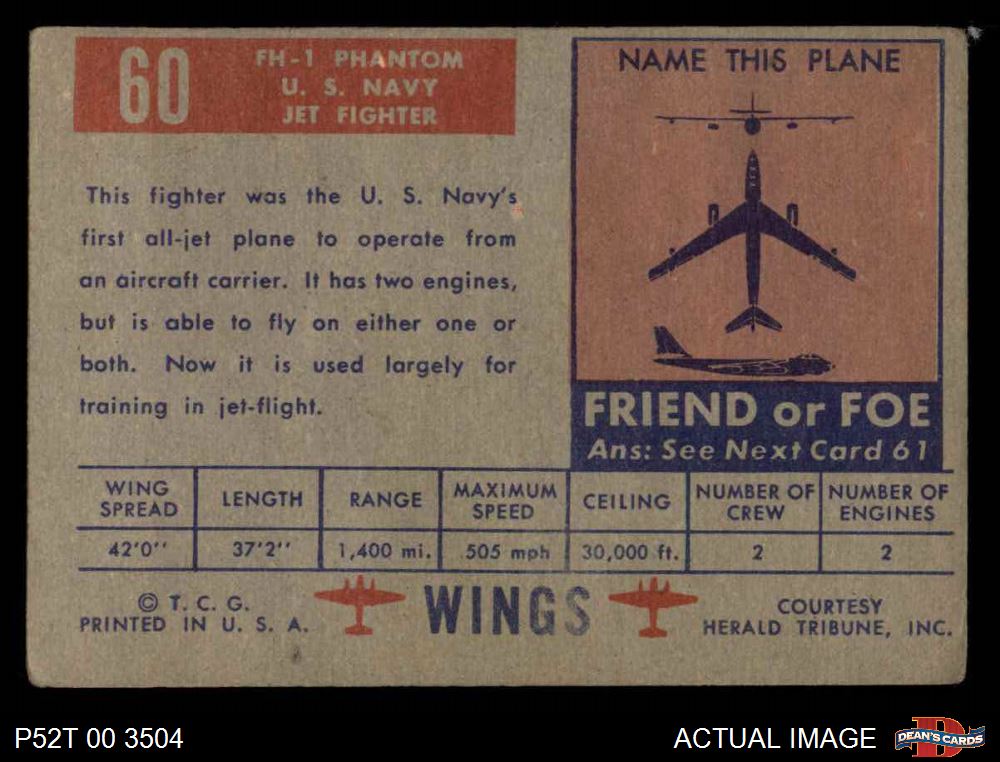 60
FH-1 PHANTOM
U. S. NAVY
JET FIGHTER
This fighter was the U. S. Navy's
first all-jet plane to operate from
an aircraft carrier. It has two engines,
but is able to fly on either one or
both. Now it is used largely for
training in jet-flight.
NAME THIS PLANE
FRIEND or FOE
Ans: See Next Card 61
WING SPREAD LENGTH RANGE MAXIMUM SPEED CEILING NUMBER OF CREW NUMBER OF ENGINES
42'0'' 37'2'' 1,400 mi. 505 mph 30,000 ft. 2 2
© T. C. G.
PRINTED IN U. S. A.
WINGS
COURTESY
HERALD TRIBUNE, INC.
P52T 00 3504
ACTUAL IMAGE
D
DEAN'S CARDS